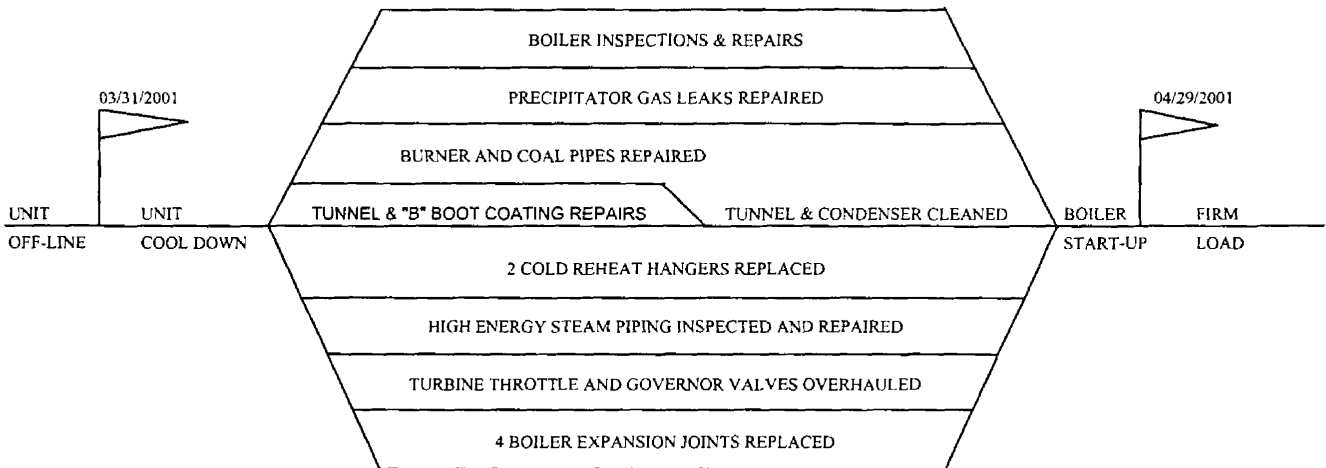 BOILER INSPECTIONS & REPAIRS
PRECIPITATOR GAS LEAKS REPAIRED
03/31/2001
04/29/2001
BURNER AND COAL PIPES REPAIRED
TUNNEL & "B" BOOT COATING REPAIRS
TUNNEL & CONDENSER CLEANED
UNIT
OFF-LINE
UNIT
COOL DOWN
BOILER
START-UP
FIRM
LOAD
2 COLD REHEAT HANGERS REPLACED
HIGH ENERGY STEAM PIPING INSPECTED AND REPAIRED
TURBINE THROTTLE AND GOVERNOR VALVES OVERHAULED
4 BOILER EXPANSION JOINTS REPLACED